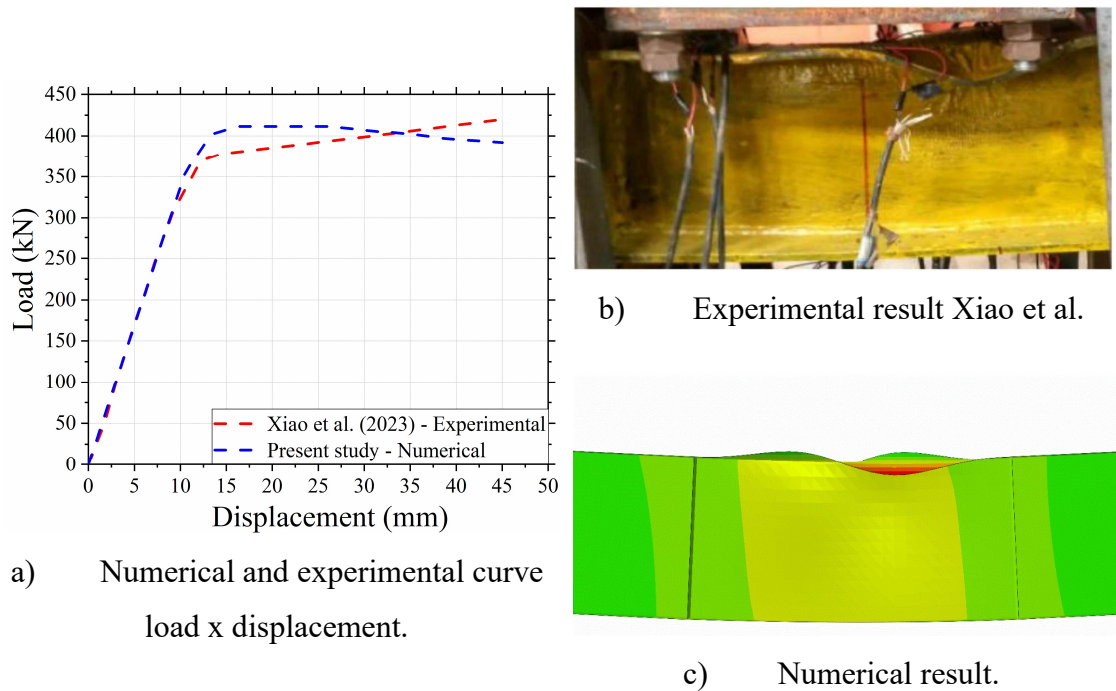 450
400
350
300
250
200
150
100
50
0
Load (kN)
Xiao et al. (2023) - Experimental
Present study - Numerical
0 5 10 15 20 25 30 35 40 45 50
Displacement (mm)
a) Numerical and experimental curve
load x displacement.
b) Experimental result Xiao et al.
c) Numerical result.